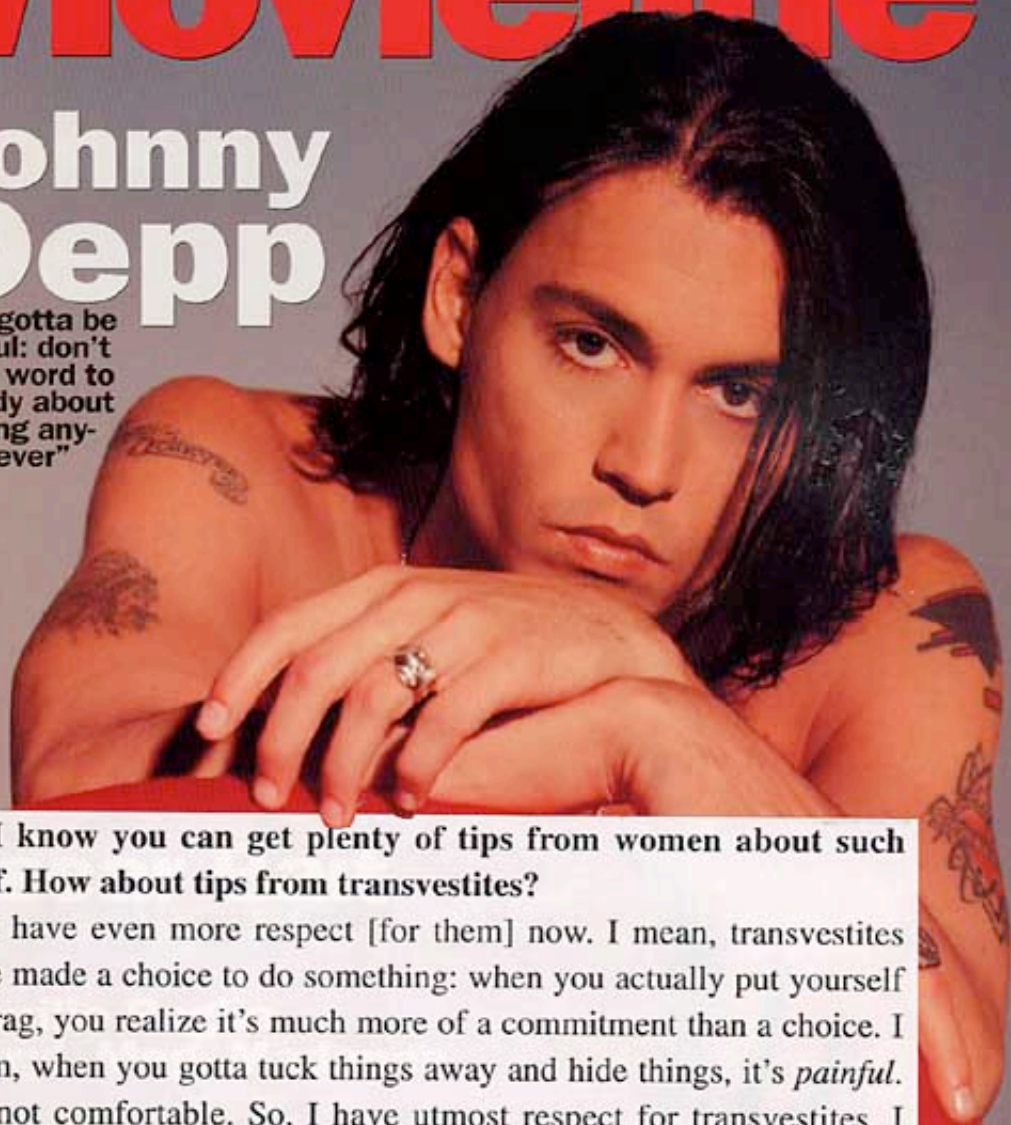 Movieline
ohnny
Depp
gotta be
ul: don't
word to
dy about
ng any-
ever”
I know you can get plenty of tips from women about such
f. How about tips from transvestites?
have even more respect [for them] now. I mean, transvestites
e made a choice to do something: when you actually put yourself
rag, you realize it’s much more of a commitment than a choice. I
n, when you gotta tuck things away and hide things, it’s painful.
not comfortable. So, I have utmost respect for transvestites. I